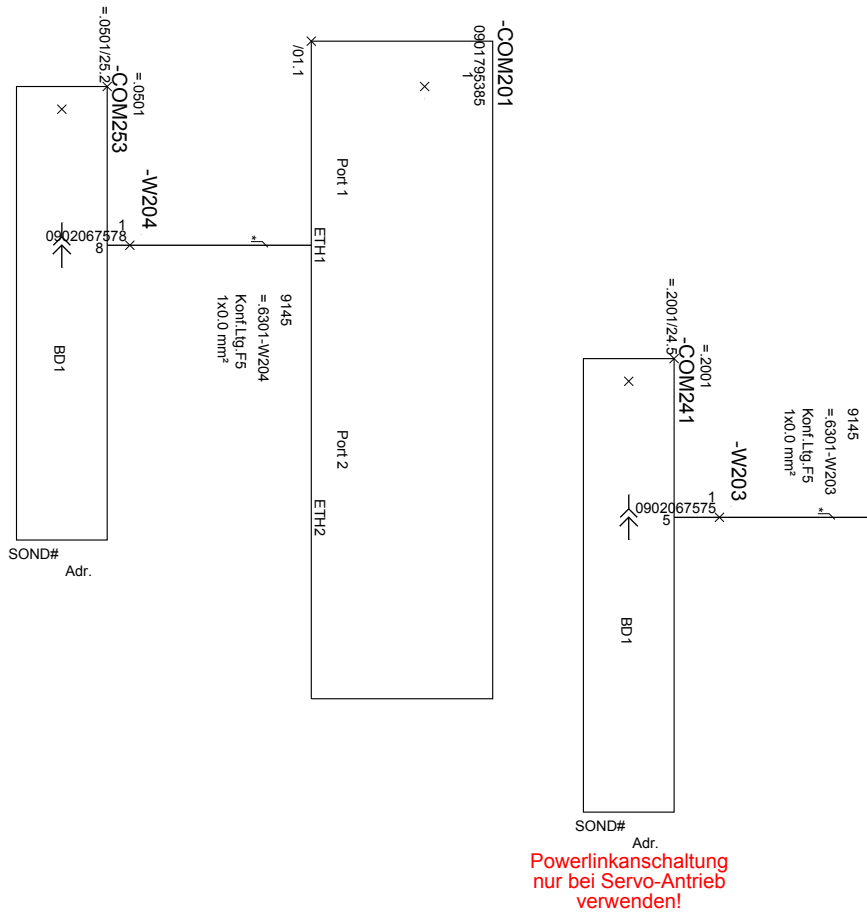 -COM201
0901795385
1
/01.1
Port 1
ETH1
Port 2
ETH2
=.0501
-COM253
=.0501/25.2
-W204
1
0902067578
8
BD1
*
9145
=.6301-W204
Konf.Ltg.F5
1x0.0 mm²
SOND#
Adr.
=.2001
-COM241
=.2001/24.5
-W203
1
0902067575
5
BD1
*
9145
=.6301-W203
Konf.Ltg.F5
1x0.0 mm²
SOND#
Adr.
Powerlinkanschaltung
nur bei Servo-Antrieb
verwenden!